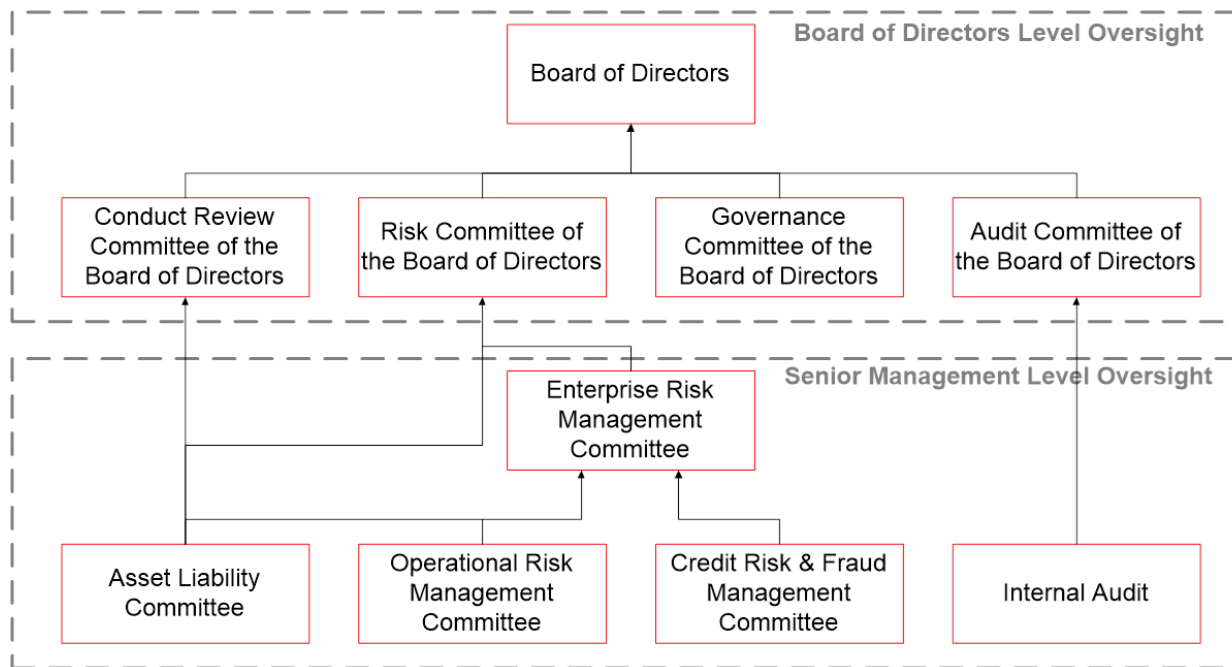 Board of Directors Level Oversight
Board of Directors
Conduct Review
Committee of the
Board of Directors
Risk Committee of
the Board of Directors
Governance
Committee of the
Board of Directors
Audit Committee of
the Board of Directors
Senior Management Level Oversight
Enterprise Risk
Management
Committee
Asset Liability
Committee
Operational Risk
Management
Committee
Credit Risk & Fraud
Management
Committee
Internal Audit